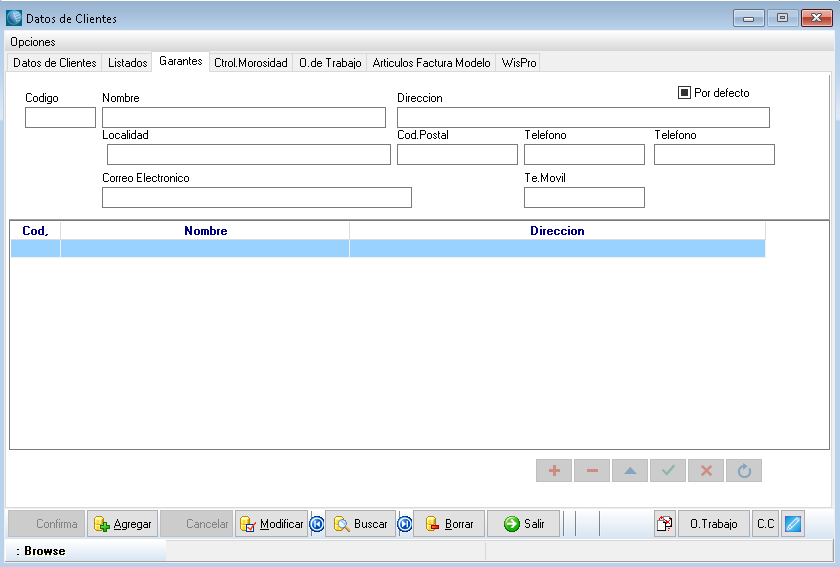 Datos de Clientes
Opciones
Datos de Clientes Listados Garantes Ctrol.Morosidad O.de Trabajo Articulos Factura Modelo WisPro
Por defecto
Codigo Nombre Direccion
Localidad Cod.Postal Telefono Telefono
Correo Electronico Te.Movil
Cod, Nombre Direccion
Confirma Agregar Cancelar Modificar Buscar Borrar Salir O.Trabajo C.C
: Browse